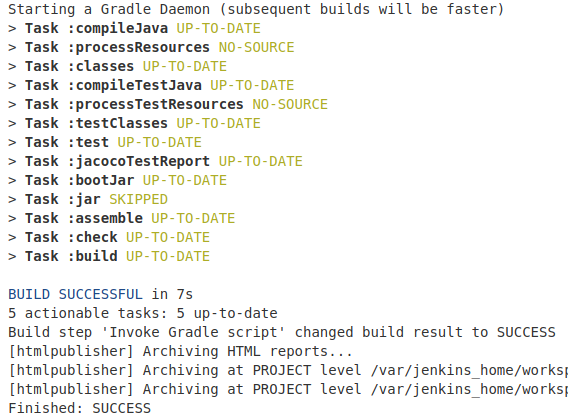 Starting a Gradle Daemon (subsequent builds will be faster)
> Task :compileJava UP-TO-DATE
> Task :processResources NO-SOURCE
> Task :classes UP-TO-DATE
> Task :compileTestJava UP-TO-DATE
> Task :processTestResources NO-SOURCE
> Task :testClasses UP-TO-DATE
> Task :test UP-TO-DATE
> Task :jacocoTestReport UP-TO-DATE
> Task :bootJar UP-TO-DATE
> Task :jar SKIPPED
> Task :assemble UP-TO-DATE
> Task :check UP-TO-DATE
> Task :build UP-TO-DATE
BUILD SUCCESSFUL in 7s
5 actionable tasks: 5 up-to-date
Build step 'Invoke Gradle script' changed build result to SUCCESS
[htmlpublisher] Archiving HTML reports...
[htmlpublisher] Archiving at PROJECT level /var/jenkins_home/worksp
[htmlpublisher] Archiving at PROJECT level /var/jenkins_home/worksp
Finished: SUCCESS